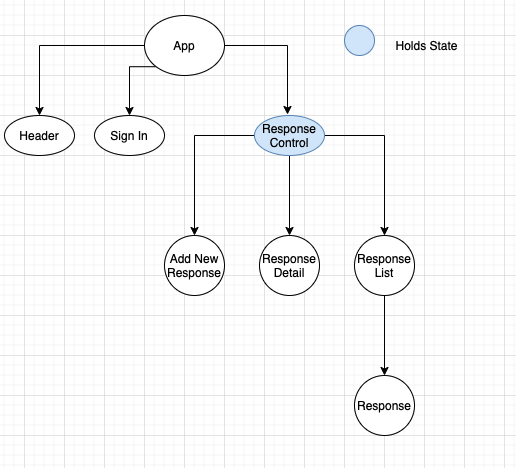 App
Holds State
Header
Sign In
Response
Control
Add New
Response
Response
Detail
Response
List
Response